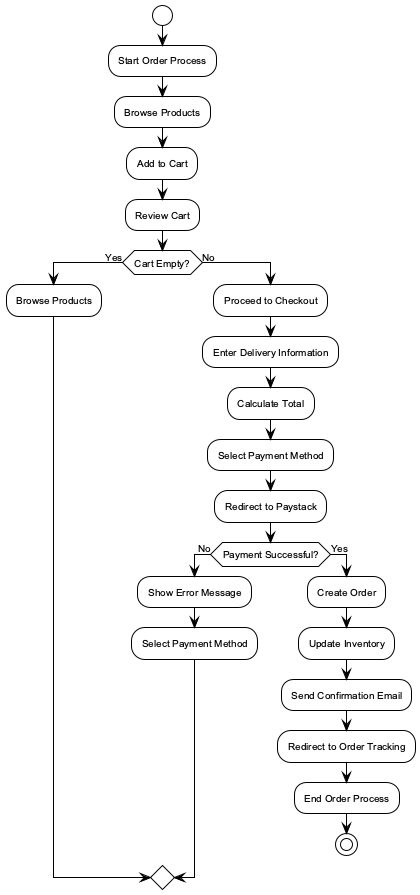 Start Order Process
Browse Products
Add to Cart
Review Cart
Yes
Cart Empty?
No
Browse Products
Proceed to Checkout
Enter Delivery Information
Calculate Total
Select Payment Method
Redirect to Paystack
No
Payment Successful?
Yes
Show Error Message
Create Order
Select Payment Method
Update Inventory
Send Confirmation Email
Redirect to Order Tracking
End Order Process